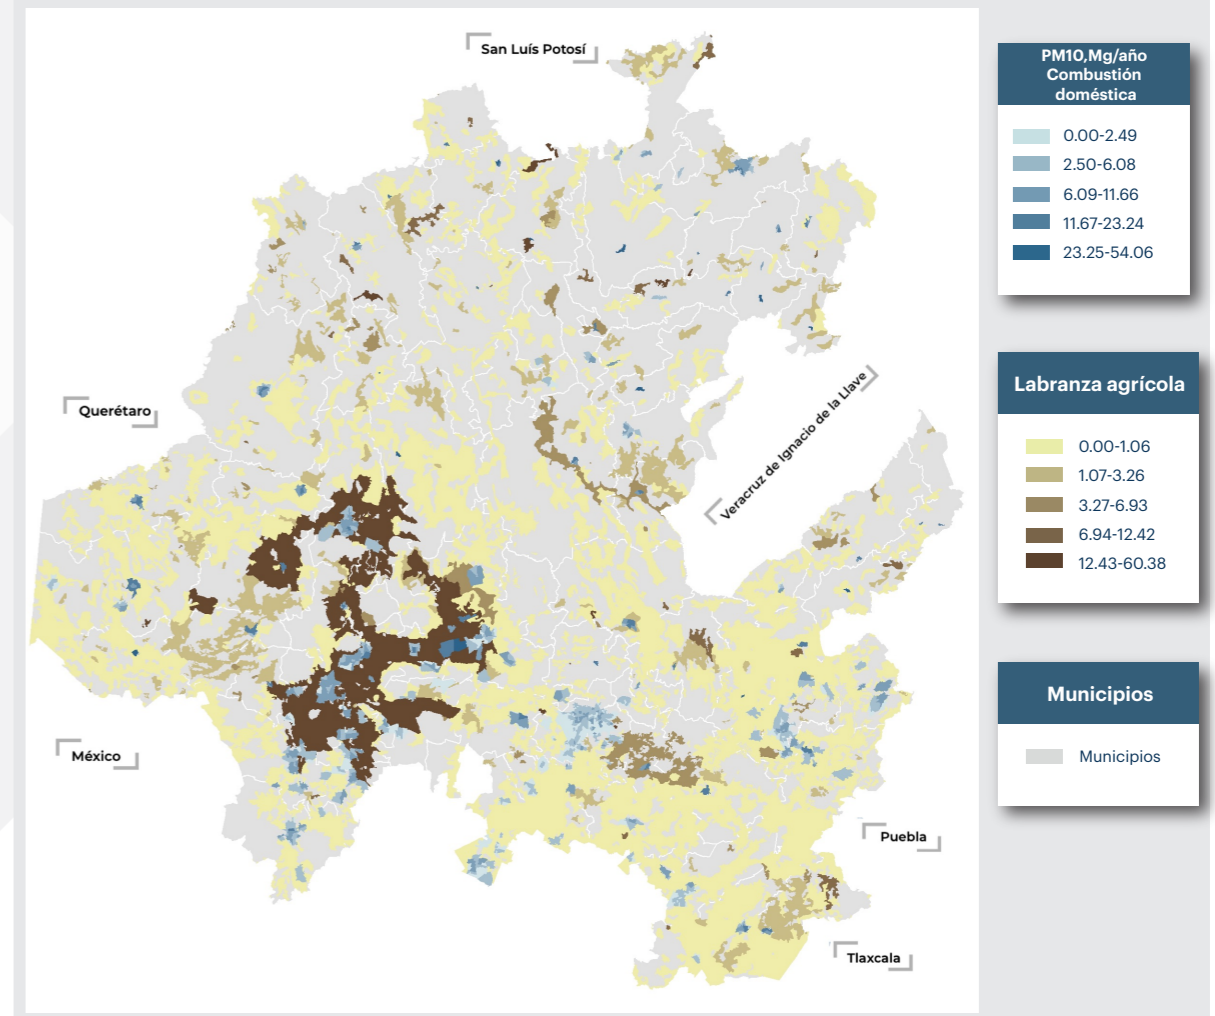 San Luís Potosí
Querétaro
Veracruz de Ignacio de la Llave
México
Puebla
Tlaxcala
PM10,Mg/año
Combustión
doméstica
0.00-2.49
2.50-6.08
6.09-11.66
11.67-23.24
23.25-54.06
Labranza agrícola
0.00-1.06
1.07-3.26
3.27-6.93
6.94-12.42
12.43-60.38
Municipios
Municipios